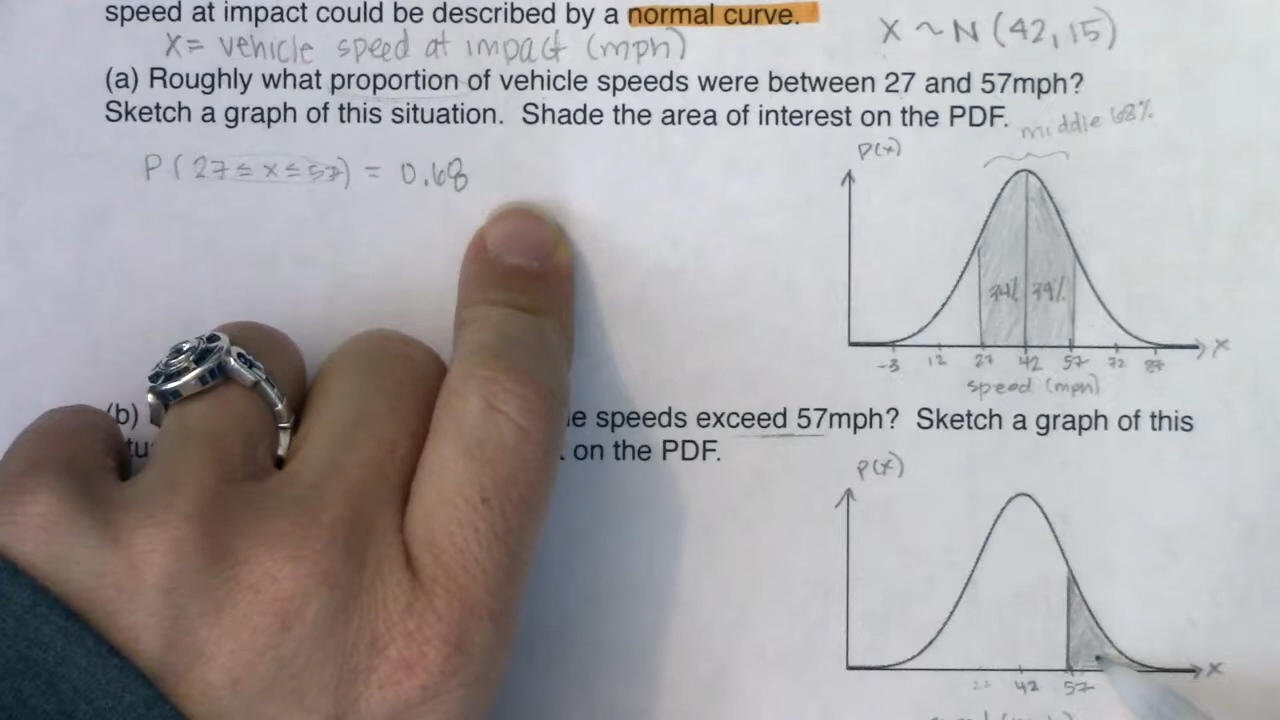 speed at impact could be described by a normal curve.
X ~ N (42, 15)
X = vehicle speed at impact (mph)
(a) Roughly what proportion of vehicle speeds were between 27 and 57mph?
Sketch a graph of this situation. Shade the area of interest on the PDF.
middle 68%
P(27 ≤ x ≤ 57) = 0.68
P(x)
34% 34%
-3 12 27 42 57 72 87 X
speed (mph)
(b) speeds exceed 57mph? Sketch a graph of this
on the PDF.
P(x)
X
42 57